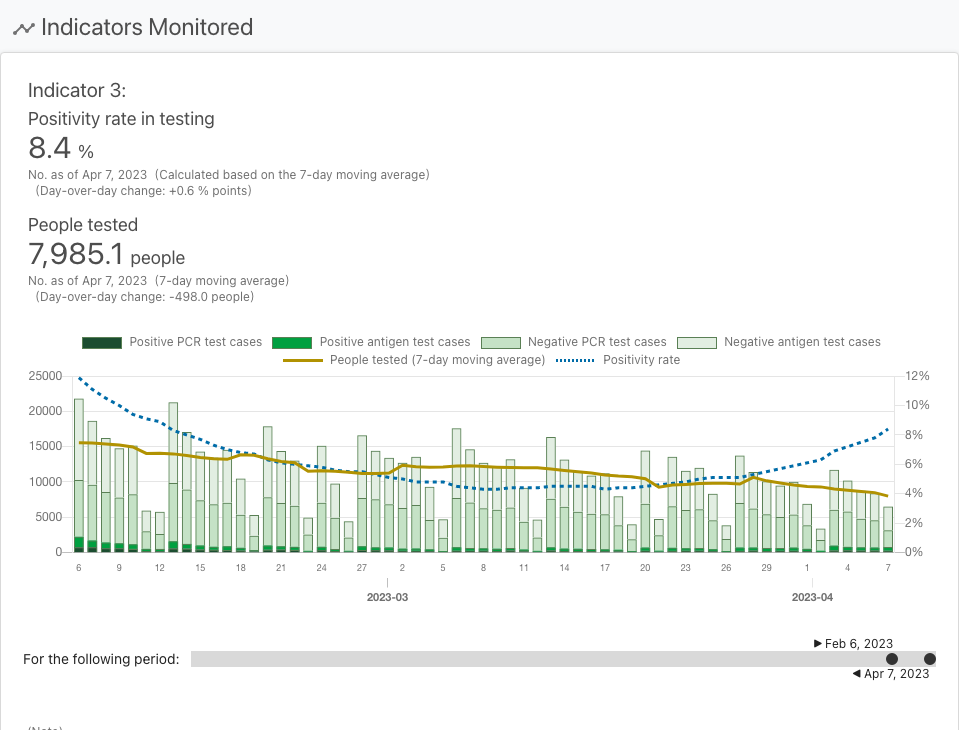 Indicators Monitored
Indicator 3:
Positivity rate in testing
8.4 %
No. as of Apr 7, 2023 (Calculated based on the 7-day moving average)
(Day-over-day change: +0.6 % points)
People tested
7,985.1 people
No. as of Apr 7, 2023 (7-day moving average)
(Day-over-day change: -498.0 people)
Positive PCR test cases Positive antigen test cases Negative PCR test cases Negative antigen test cases
People tested (7-day moving average) Positivity rate
25000 12%
20000 10%
15000 8%
10000 6%
5000 4%
0 2%
0%
6 9 12 15 18 21 24 27 2 5 8 11 14 17 20 23 26 29 1 4 7
2023-03 2023-04
Feb 6, 2023
For the following period:
Apr 7, 2023